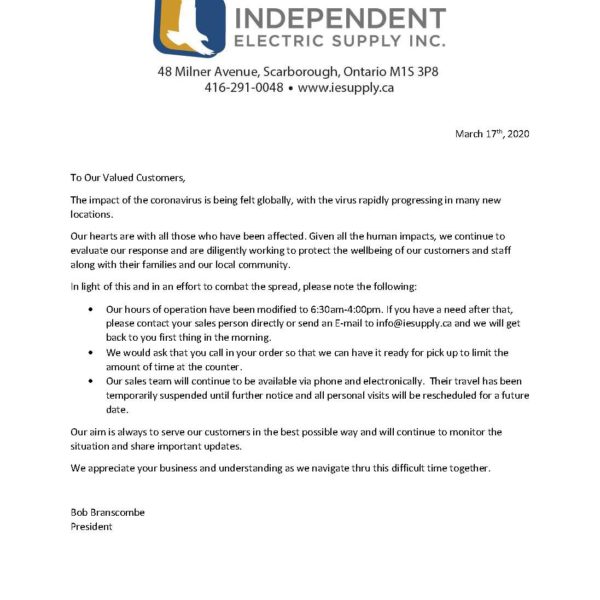 INDEPENDENT
ELECTRIC SUPPLY INC.
48 Milner Avenue, Scarborough, Ontario M1S 3P8
416-291-0048 • www.iesupply.ca
March 17th, 2020
To Our Valued Customers,
The impact of the coronavirus is being felt globally, with the virus rapidly progressing in many new
locations.
Our hearts are with all those who have been affected. Given all the human impacts, we continue to
evaluate our response and are diligently working to protect the wellbeing of our customers and staff
along with their families and our local community.
In light of this and in an effort to combat the spread, please note the following:
• Our hours of operation have been modified to 6:30am-4:00pm. If you have a need after that,
please contact your sales person directly or send an E-mail to info@iesupply.ca and we will get
back to you first thing in the morning.
• We would ask that you call in your order so that we can have it ready for pick up to limit the
amount of time at the counter.
• Our sales team will continue to be available via phone and electronically. Their travel has been
temporarily suspended until further notice and all personal visits will be rescheduled for a future
date.
Our aim is always to serve our customers in the best possible way and will continue to monitor the
situation and share important updates.
We appreciate your business and understanding as we navigate thru this difficult time together.
Bob Branscombe
President